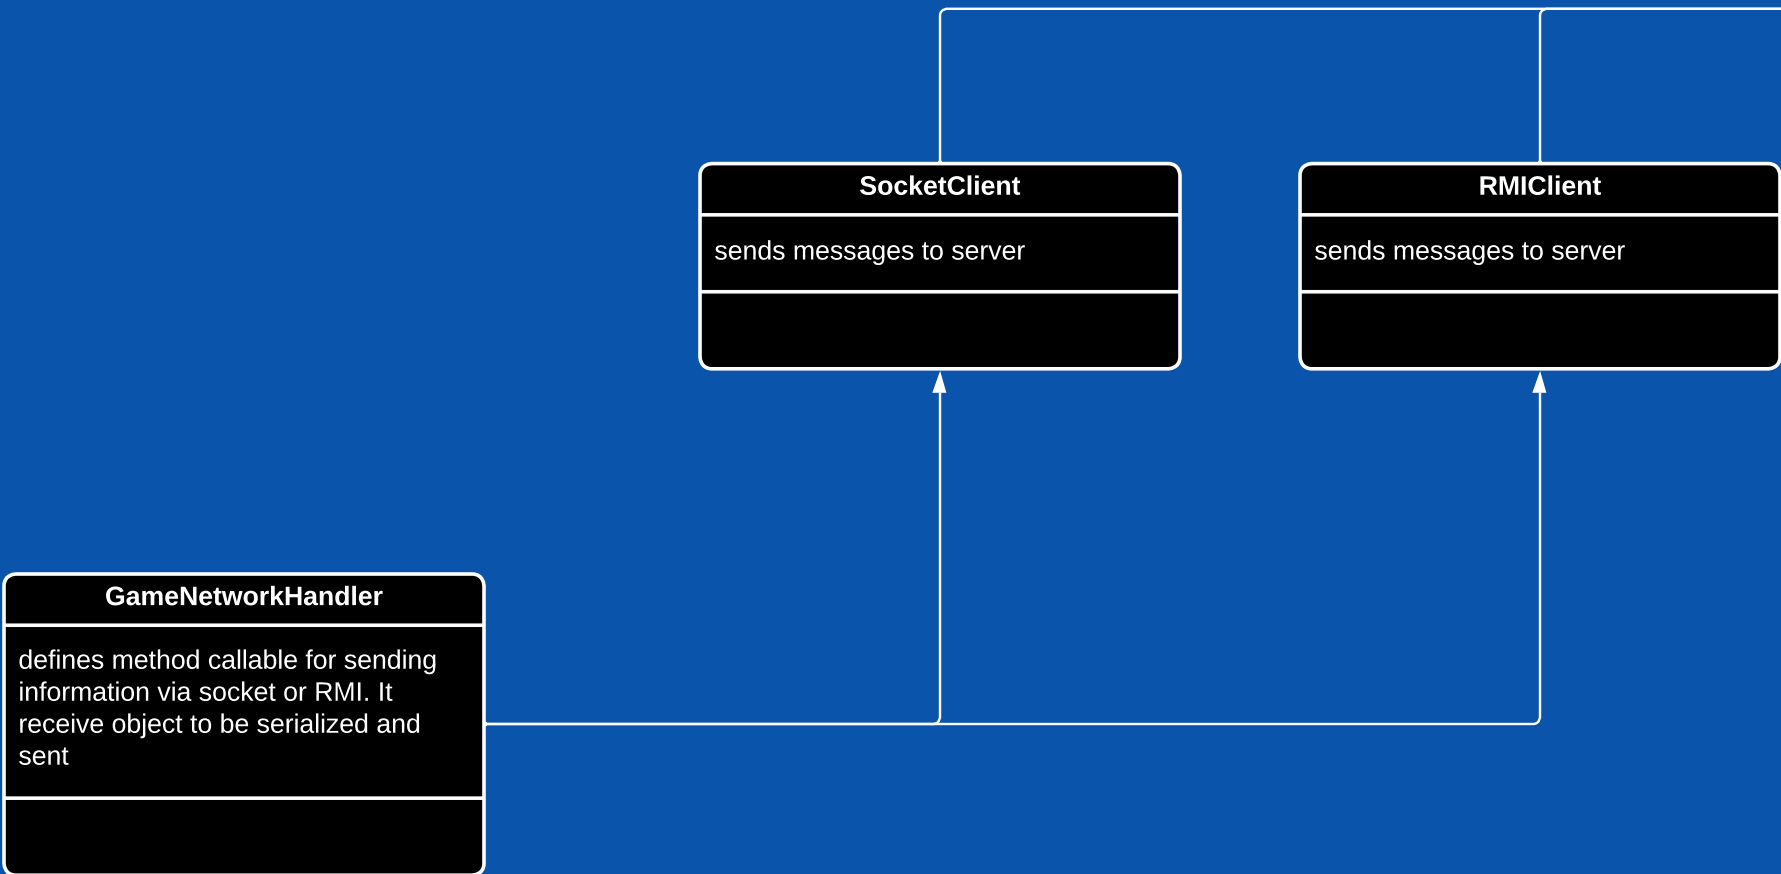 SocketClient
sends messages to server
RMIClient
sends messages to server
GameNetworkHandler
defines method callable for sending
information via socket or RMI. It
receive object to be serialized and
sent